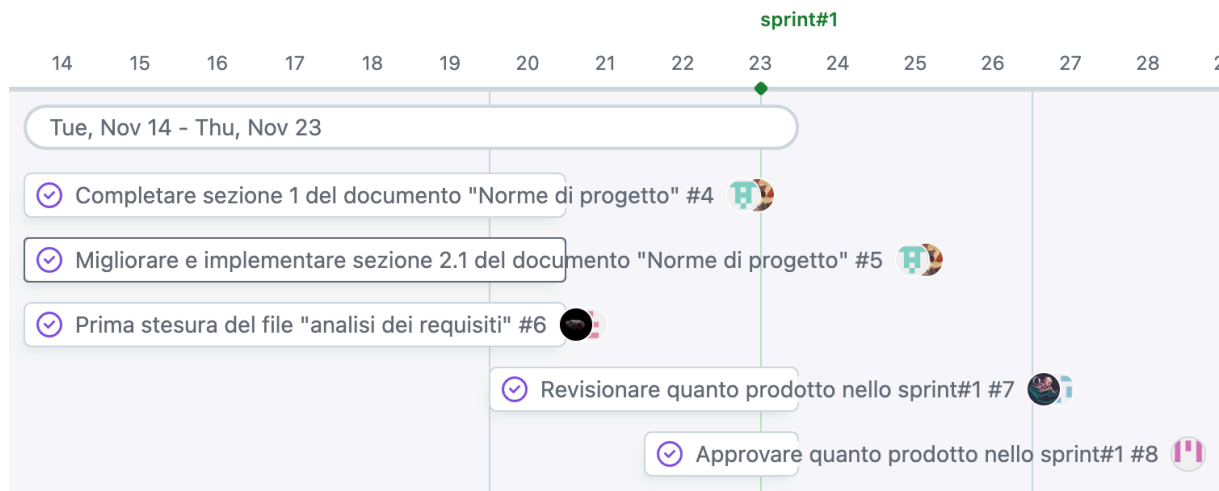 sprint#1
14 15 16 17 18 19 20 21 22 23 24 25 26 27 28
Tue, Nov 14 - Thu, Nov 23
Completare sezione 1 del documento "Norme di progetto" #4
Migliorare e implementare sezione 2.1 del documento "Norme di progetto" #5
Prima stesura del file "analisi dei requisiti" #6
Revisionare quanto prodotto nello sprint#1 #7
Approvare quanto prodotto nello sprint#1 #8